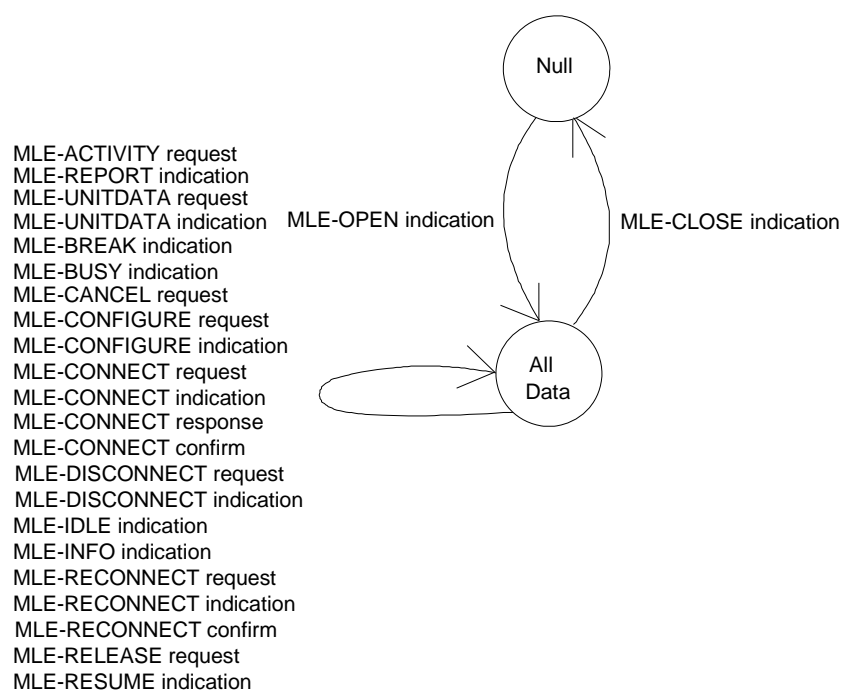 Null
MLE-ACTIVITY request
MLE-REPORT indication
MLE-UNITDATA request
MLE-UNITDATA indication
MLE-OPEN indication
MLE-CLOSE indication
MLE-BREAK indication
MLE-BUSY indication
MLE-CANCEL request
MLE-CONFIGURE request
MLE-CONFIGURE indication
MLE-CONNECT request
MLE-CONNECT indication
MLE-CONNECT response
MLE-CONNECT confirm
All
Data
MLE-DISCONNECT request
MLE-DISCONNECT indication
MLE-IDLE indication
MLE-INFO indication
MLE-RECONNECT request
MLE-RECONNECT indication
MLE-RECONNECT confirm
MLE-RELEASE request
MLE-RESUME indication